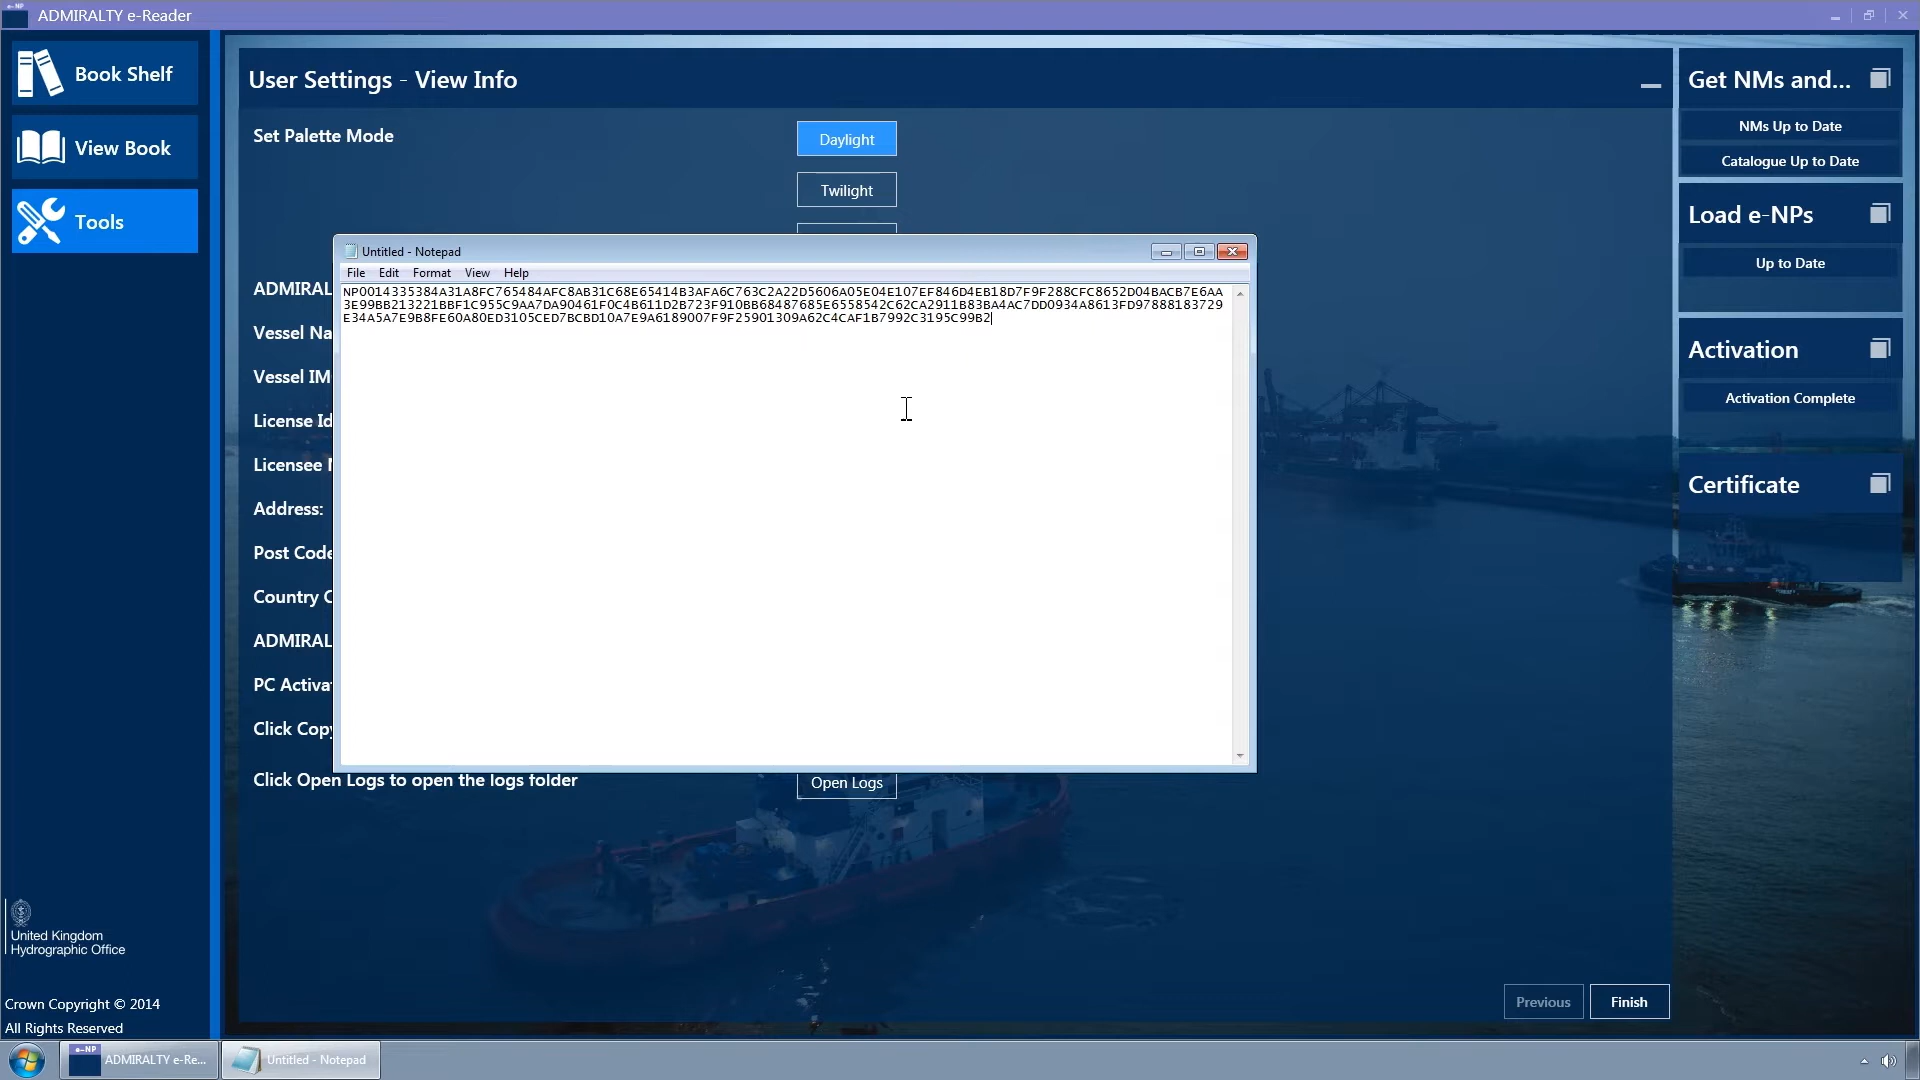 e-NP
ADMIRALTY e-Reader
Book Shelf
View Book
Tools
User Settings - View Info
Set Palette Mode
Daylight
Twilight
Untitled - Notepad
File Edit Format View Help
NP0014335384A31A8FC765484AFC8AB31C68E65414B3AFA6C763C2A22D5606A05E04E107EF846D4EB18D7F9F288CFC8652D04BACB7E6AA
3E99BB213221BBF1C955C9AA7DA90461F0C4B611D2B723F910BB68487685E6558542C62CA2911B83BA4AC7DD0934A8613FD97888183729
E34A5A7E9B8FE60A80ED3105CED7BCBD10A7E9A6189007F9F25901309A62C4CAF1B7992C3195C99B2
ADMIRAL
Vessel Na
Vessel IM
License Id
Licensee
Address:
Post Code
Country C
ADMIRAL
PC Activa
Click Copy
Click Open Logs to open the logs folder
Open Logs
Previous
Finish
Get NMs and...
NMs Up to Date
Catalogue Up to Date
Load e-NPs
Up to Date
Activation
Activation Complete
Certificate
United Kingdom
Hydrographic Office
Crown Copyright © 2014
All Rights Reserved
e-NP
ADMIRALTY e-Re...
Untitled - Notepad